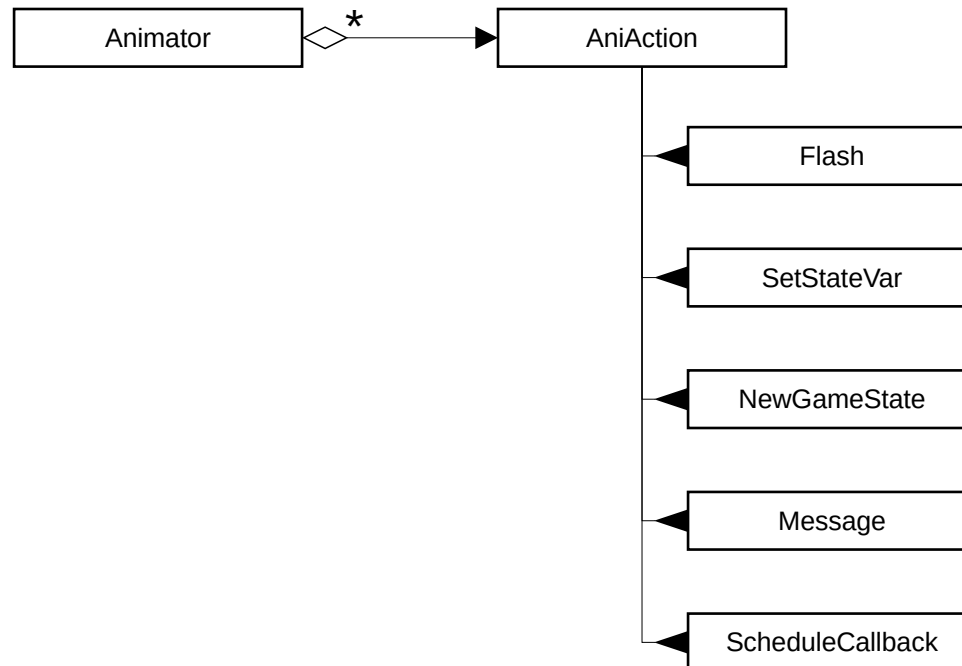 Animator
*
AniAction
Flash
SetStateVar
NewGameState
Message
ScheduleCallback